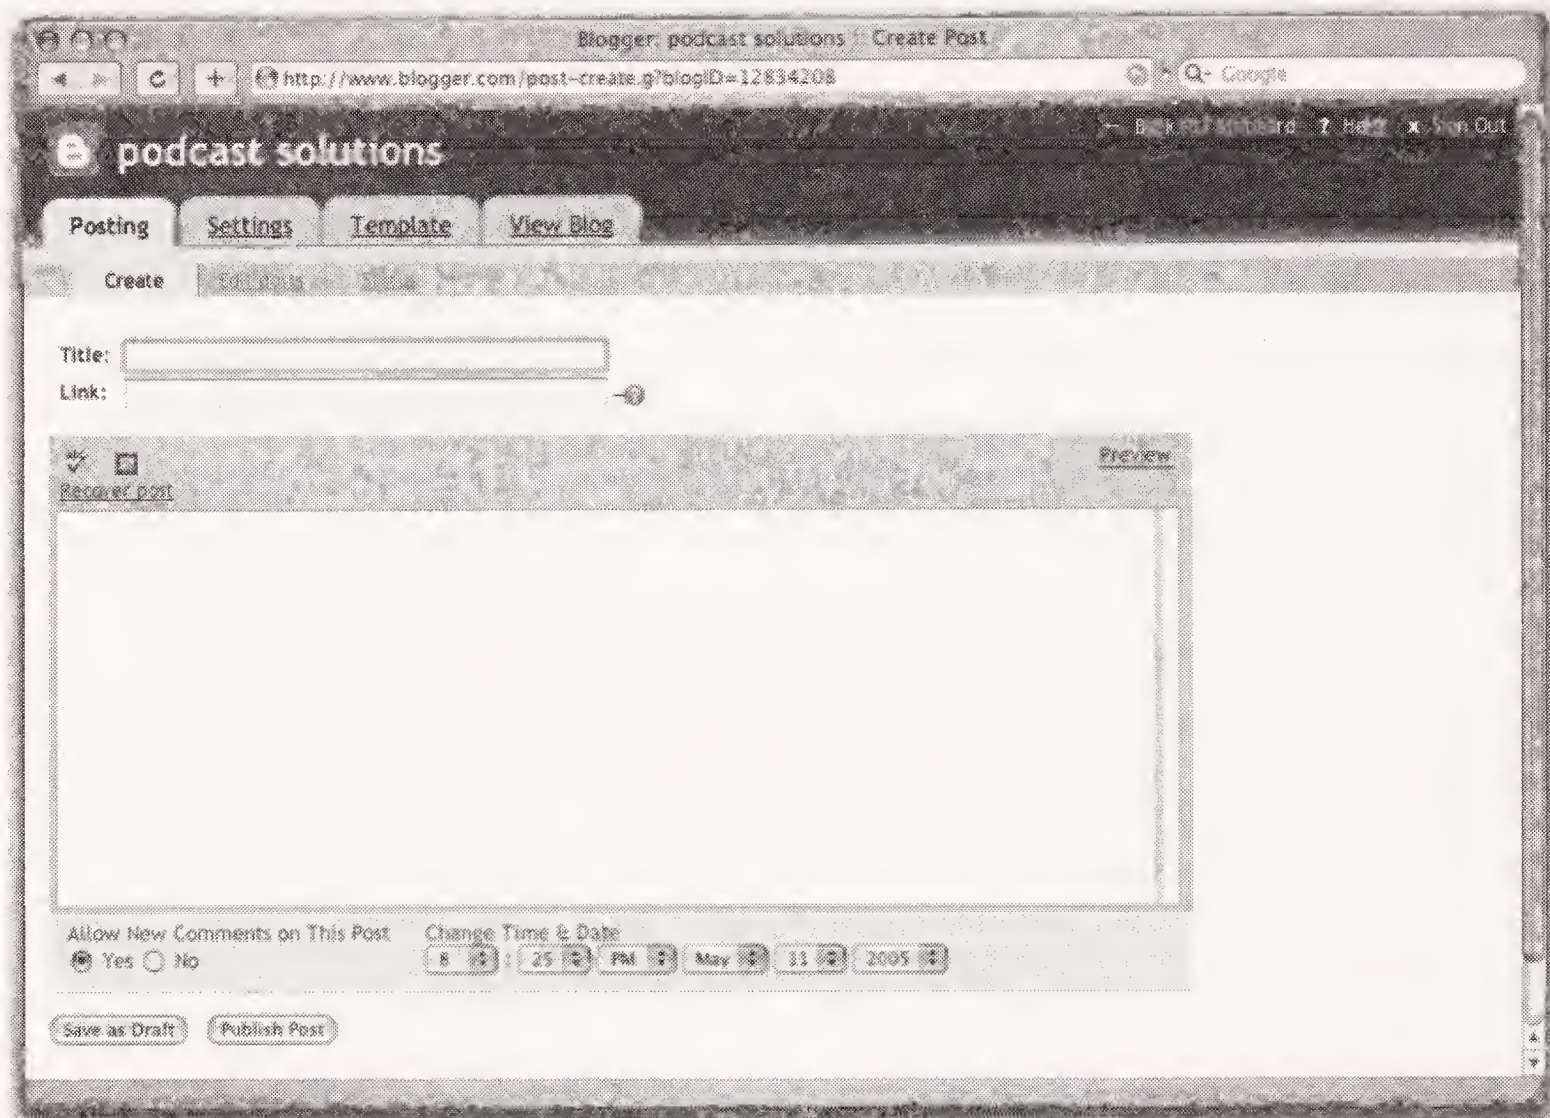 Blogger: podcast solutions :: Create Post
http://www.blogger.com/post-create.g?blogID=12834208
Q- Google
Back ? Help x Sign Out
podcast solutions
Posting Settings Template View Blog
Create
Title:
Link:
Preview
Recover post
Allow New Comments on This Post Change Time & Date
Yes No 8 : 25 PM May 11 2005
Save as Draft Publish Post